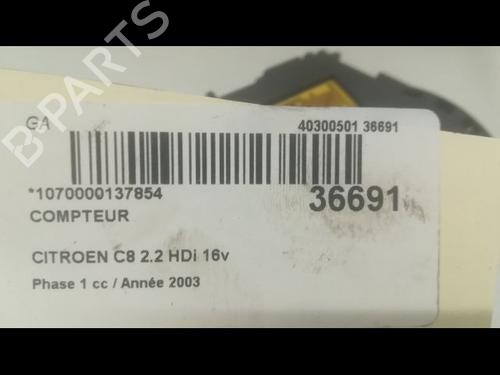 GA
40300501 36691
*1070000137854
36691
COMPTEUR
CITROEN C8 2.2 HDi 16v
Phase 1 cc / Année 2003
B-PARTS